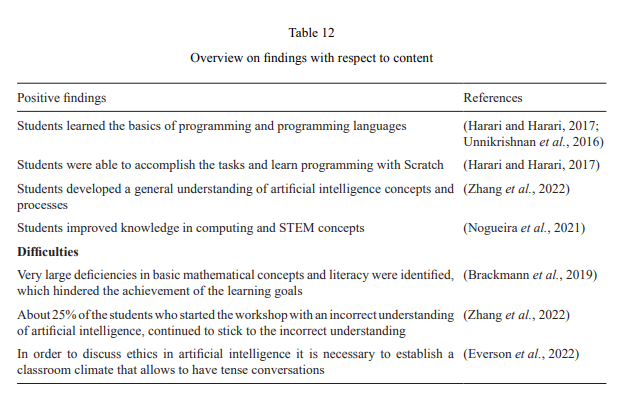 Table 12
Overview on findings with respect to content
Positive findings References
Students learned the basics of programming and programming languages (Harari and Harari, 2017;
Unnikrishnan et al., 2016)
Students were able to accomplish the tasks and learn programming with Scratch (Harari and Harari, 2017)
Students developed a general understanding of artificial intelligence concepts and (Zhang et al., 2022)
processes
Students improved knowledge in computing and STEM concepts (Nogueira et al., 2021)
Difficulties
Very large deficiencies in basic mathematical concepts and literacy were identified, (Brackmann et al., 2019)
which hindered the achievement of the learning goals
About 25% of the students who started the workshop with an incorrect understanding (Zhang et al., 2022)
of artificial intelligence, continued to stick to the incorrect understanding
In order to discuss ethics in artificial intelligence it is necessary to establish a (Everson et al., 2022)
classroom climate that allows to have tense conversations